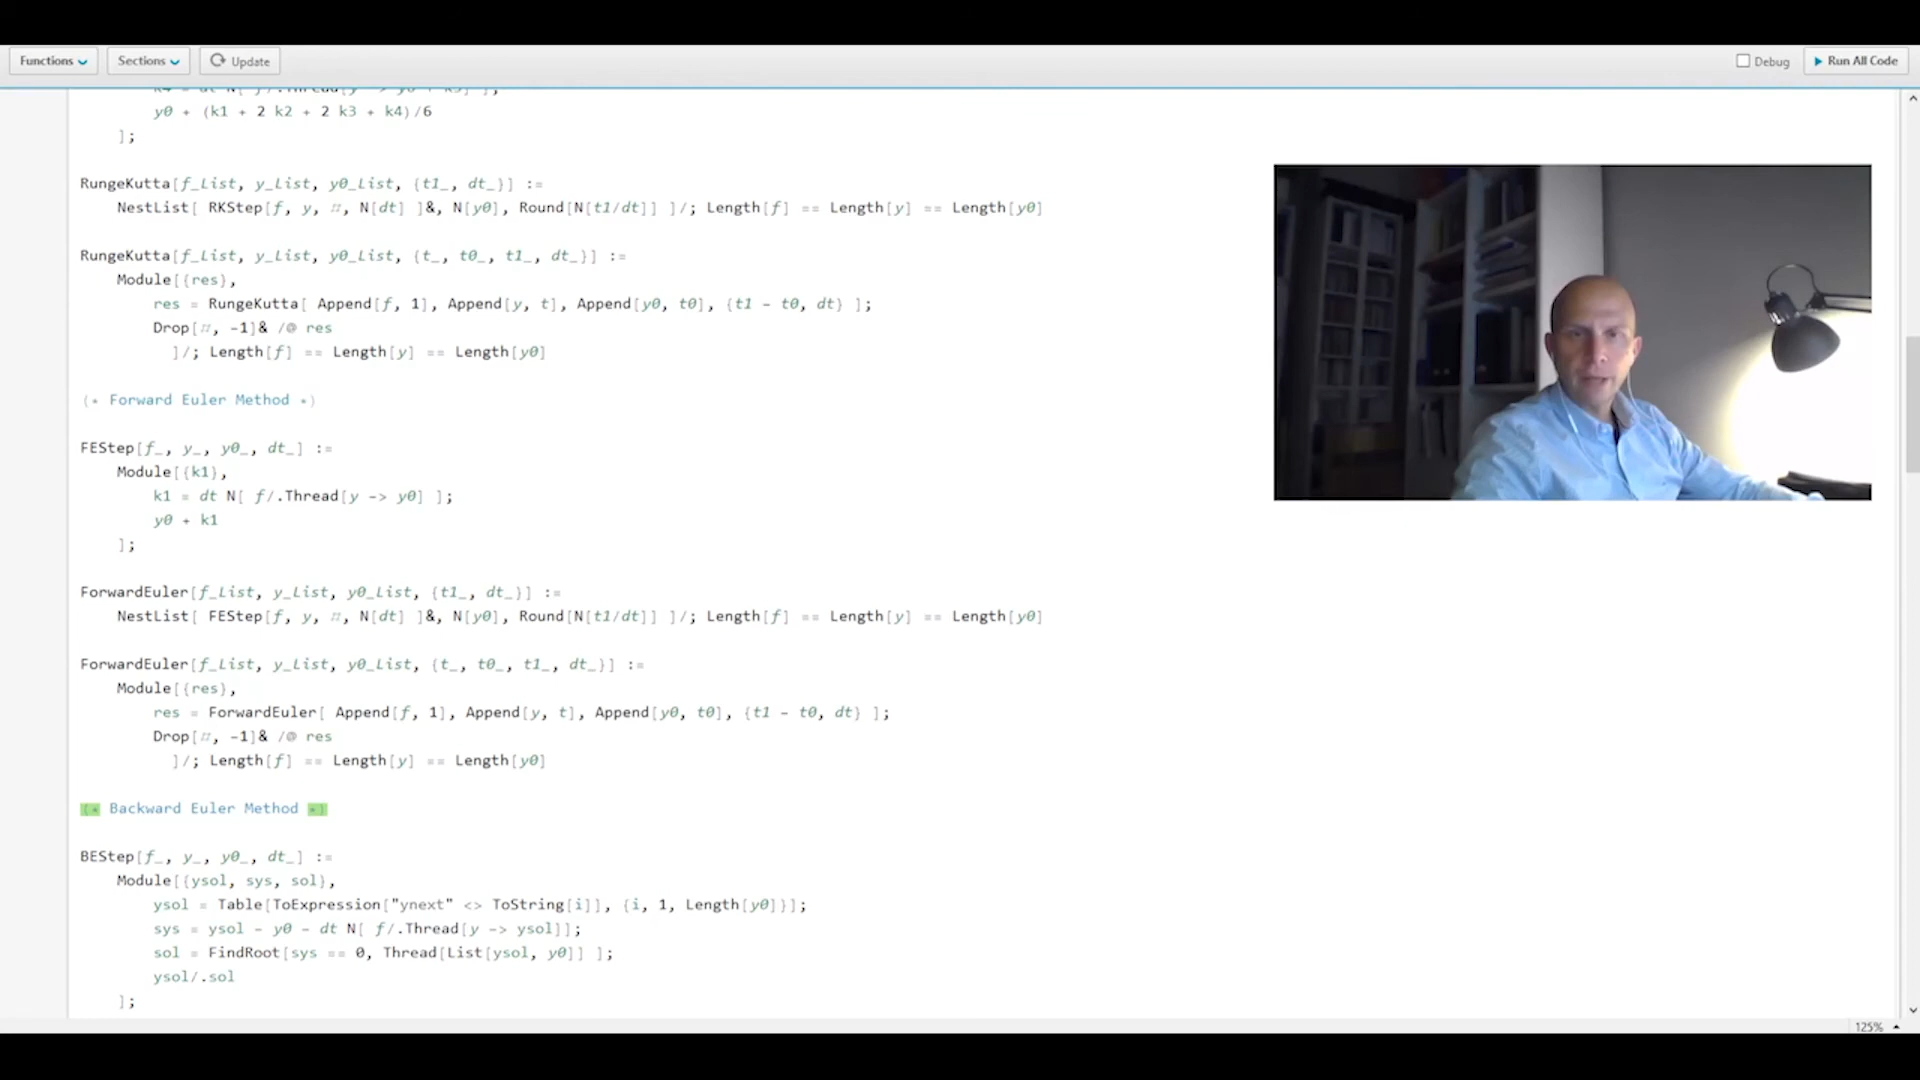 Functions Sections Update Debug Run All Code
k4 = dt N[ f/.Thread[y -> y0 + k3] ];
y0 + (k1 + 2 k2 + 2 k3 + k4)/6
];
RungeKutta[f_List, y_List, y0_List, {t1_, dt_}] :=
NestList[ RKStep[f, y, #, N[dt] ]&, N[y0], Round[N[t1/dt]] ]/; Length[f] == Length[y] == Length[y0]
RungeKutta[f_List, y_List, y0_List, {t_, t0_, t1_, dt_}] :=
Module[{res},
res = RungeKutta[ Append[f, 1], Append[y, t], Append[y0, t0], {t1 - t0, dt} ];
Drop[#, -1]& /@ res
]/; Length[f] == Length[y] == Length[y0]
(* Forward Euler Method *)
FEStep[f_, y_, y0_, dt_] :=
Module[{k1},
k1 = dt N[ f/.Thread[y -> y0] ];
y0 + k1
];
ForwardEuler[f_List, y_List, y0_List, {t1_, dt_}] :=
NestList[ FEStep[f, y, #, N[dt] ]&, N[y0], Round[N[t1/dt]] ]/; Length[f] == Length[y] == Length[y0]
ForwardEuler[f_List, y_List, y0_List, {t_, t0_, t1_, dt_}] :=
Module[{res},
res = ForwardEuler[ Append[f, 1], Append[y, t], Append[y0, t0], {t1 - t0, dt} ];
Drop[#, -1]& /@ res
]/; Length[f] == Length[y] == Length[y0]
(* Backward Euler Method *)
BEStep[f_, y_, y0_, dt_] :=
Module[{ysol, sys, sol},
ysol = Table[ToExpression["ynext" <> ToString[i]], {i, 1, Length[y0]}];
sys = ysol - y0 - dt N[ f/.Thread[y -> ysol]];
sol = FindRoot[sys == 0, Thread[List[ysol, y0]] ];
ysol/.sol
];
125%